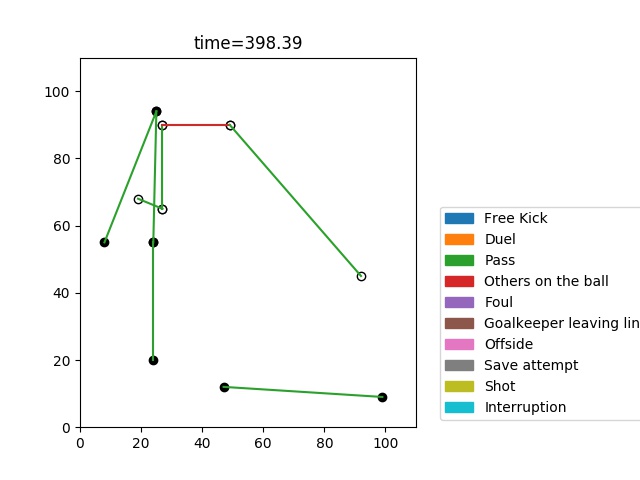 time=398.39
100
80
60
40
20
0
0 20 40 60 80 100
Free Kick
Duel
Pass
Others on the ball
Foul
Goalkeeper leaving lin
Offside
Save attempt
Shot
Interruption